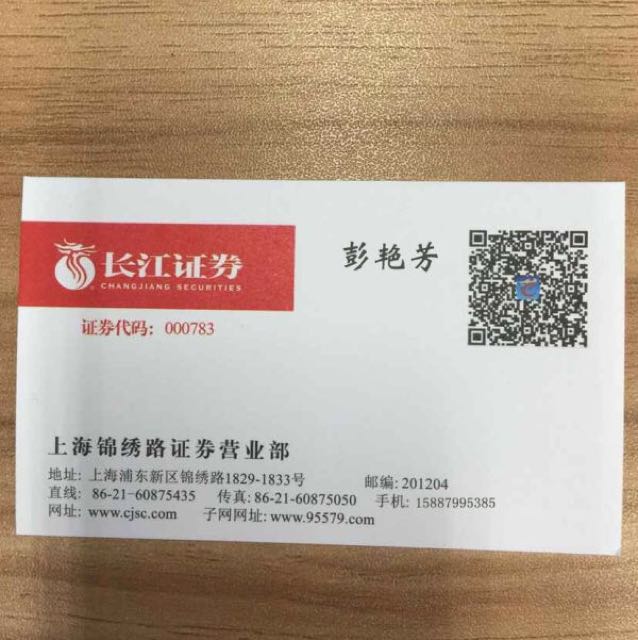 长江证券
CHANGJIANG SECURITIES
彭艳芳
证券代码：000783
上海锦绣路证券营业部
地址: 上海浦东新区锦绣路1829-1833号 邮编: 201204
直线: 86-21-60875435 传真: 86-21-60875050 手机: 15887995385
网址: www.cjsc.com 子网网址: www.95579.com